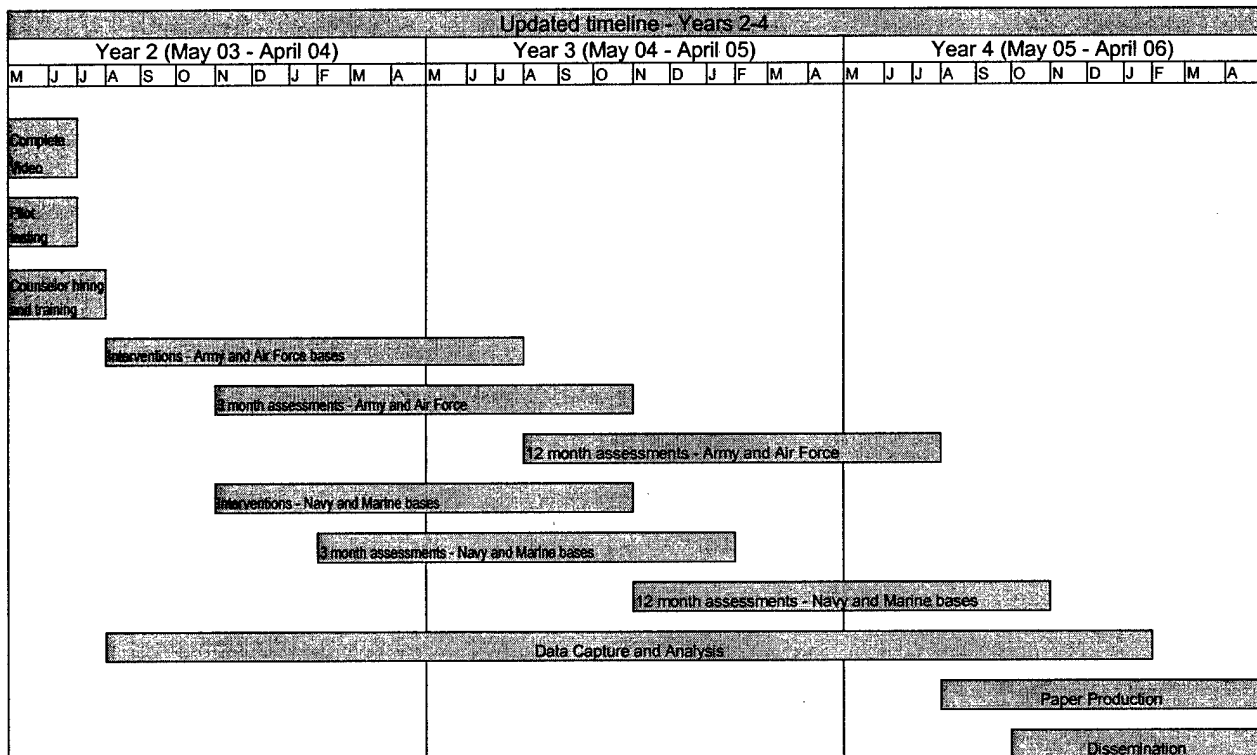 Updated timeline - Years 2-4
Year 2 (May 03 - April 04) Year 3 (May 04 - April 05) Year 4 (May 05 - April 06)
M J J A S O N D J F M A M J J A S O N D J F M A M J J A S O N D J F M A
Complete
Video
Pilot
testing
Counselor hiring
and training
Interventions - Army and Air Force bases
3 month assessments - Army and Air Force
12 month assessments - Army and Air Force
Interventions - Navy and Marine bases
3 month assessments - Navy and Marine bases
12 month assessments - Navy and Marine bases
Data Capture and Analysis
Paper Production
Dissemination